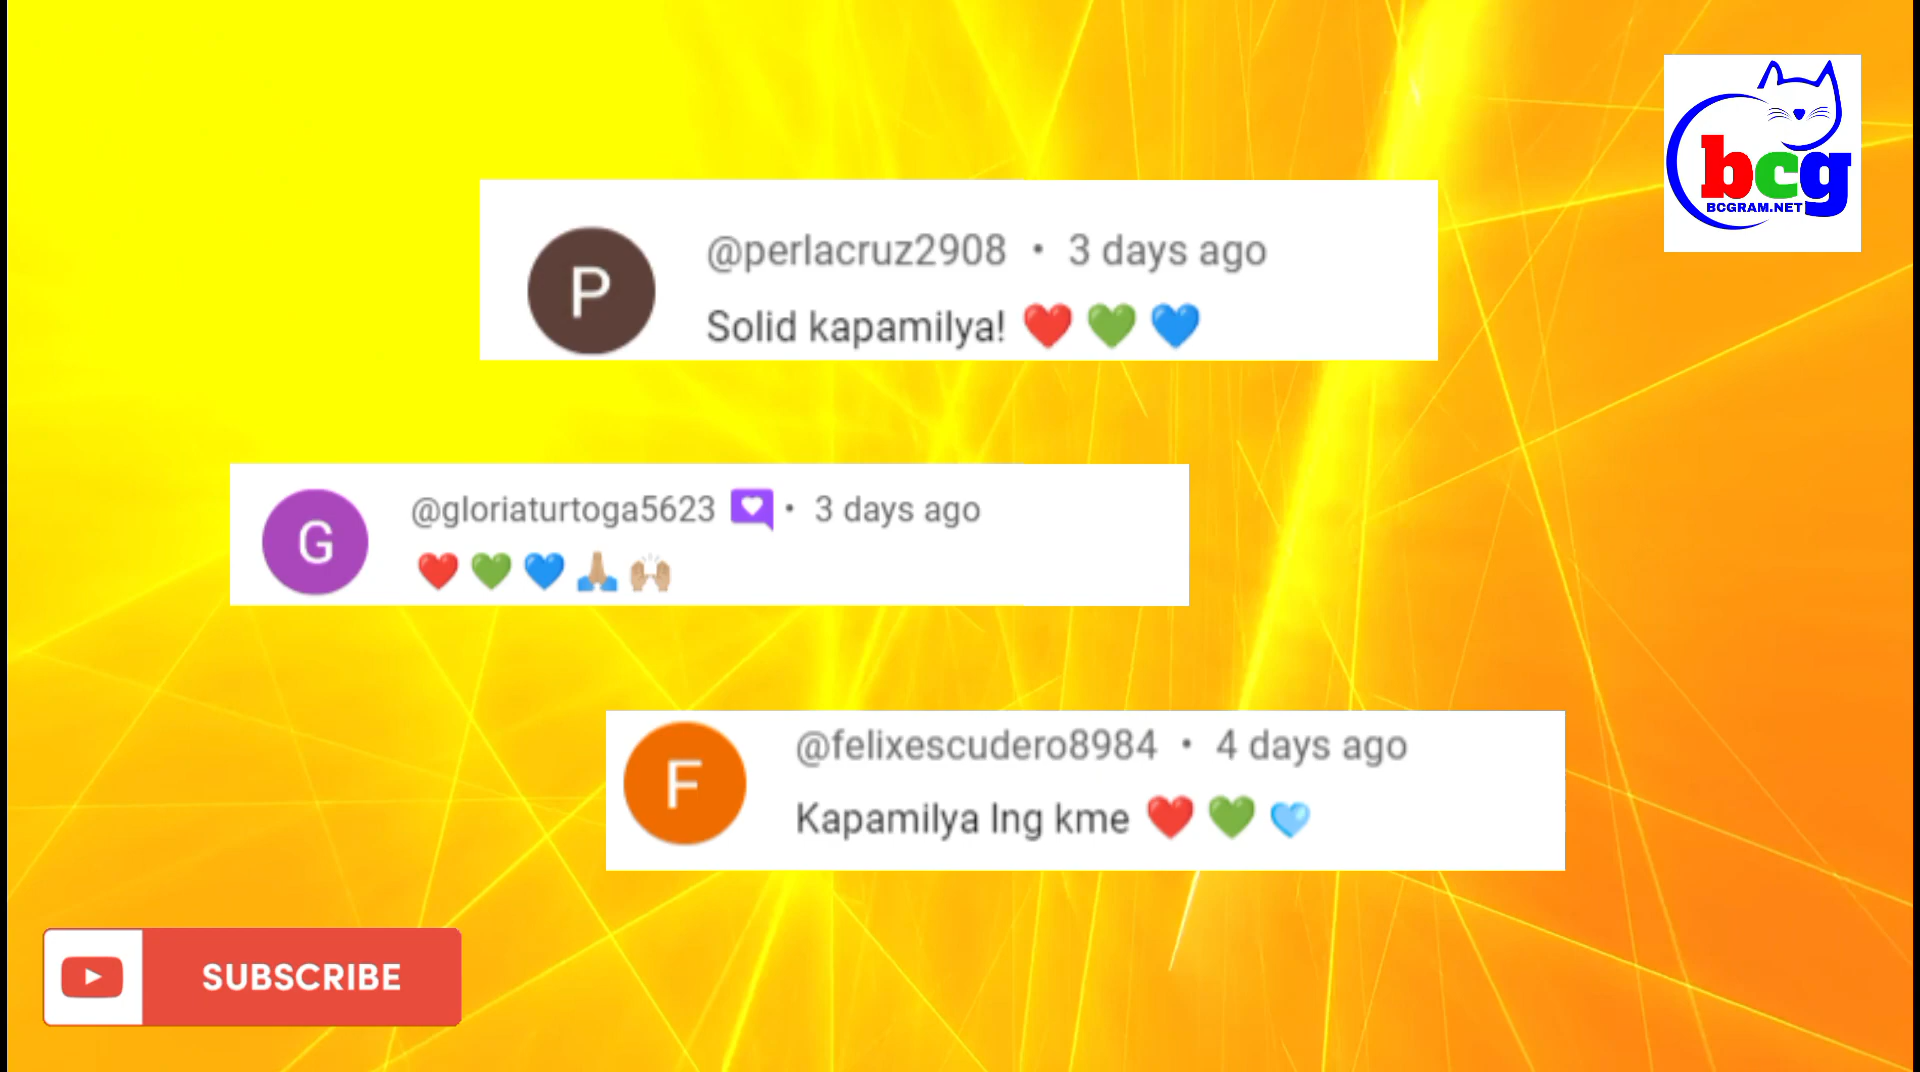 bcg
BCGRAM.NET
P
@perlacruz2908 • 3 days ago
Solid kapamilya! ❤️ 💚 💙
G
@gloriaturtoga5623 • 3 days ago
❤️ 💚 💙 🙏🏼 🙌🏼
F
@felixescudero8984 • 4 days ago
Kapamilya lng kme ❤️ 💚 🩵
SUBSCRIBE